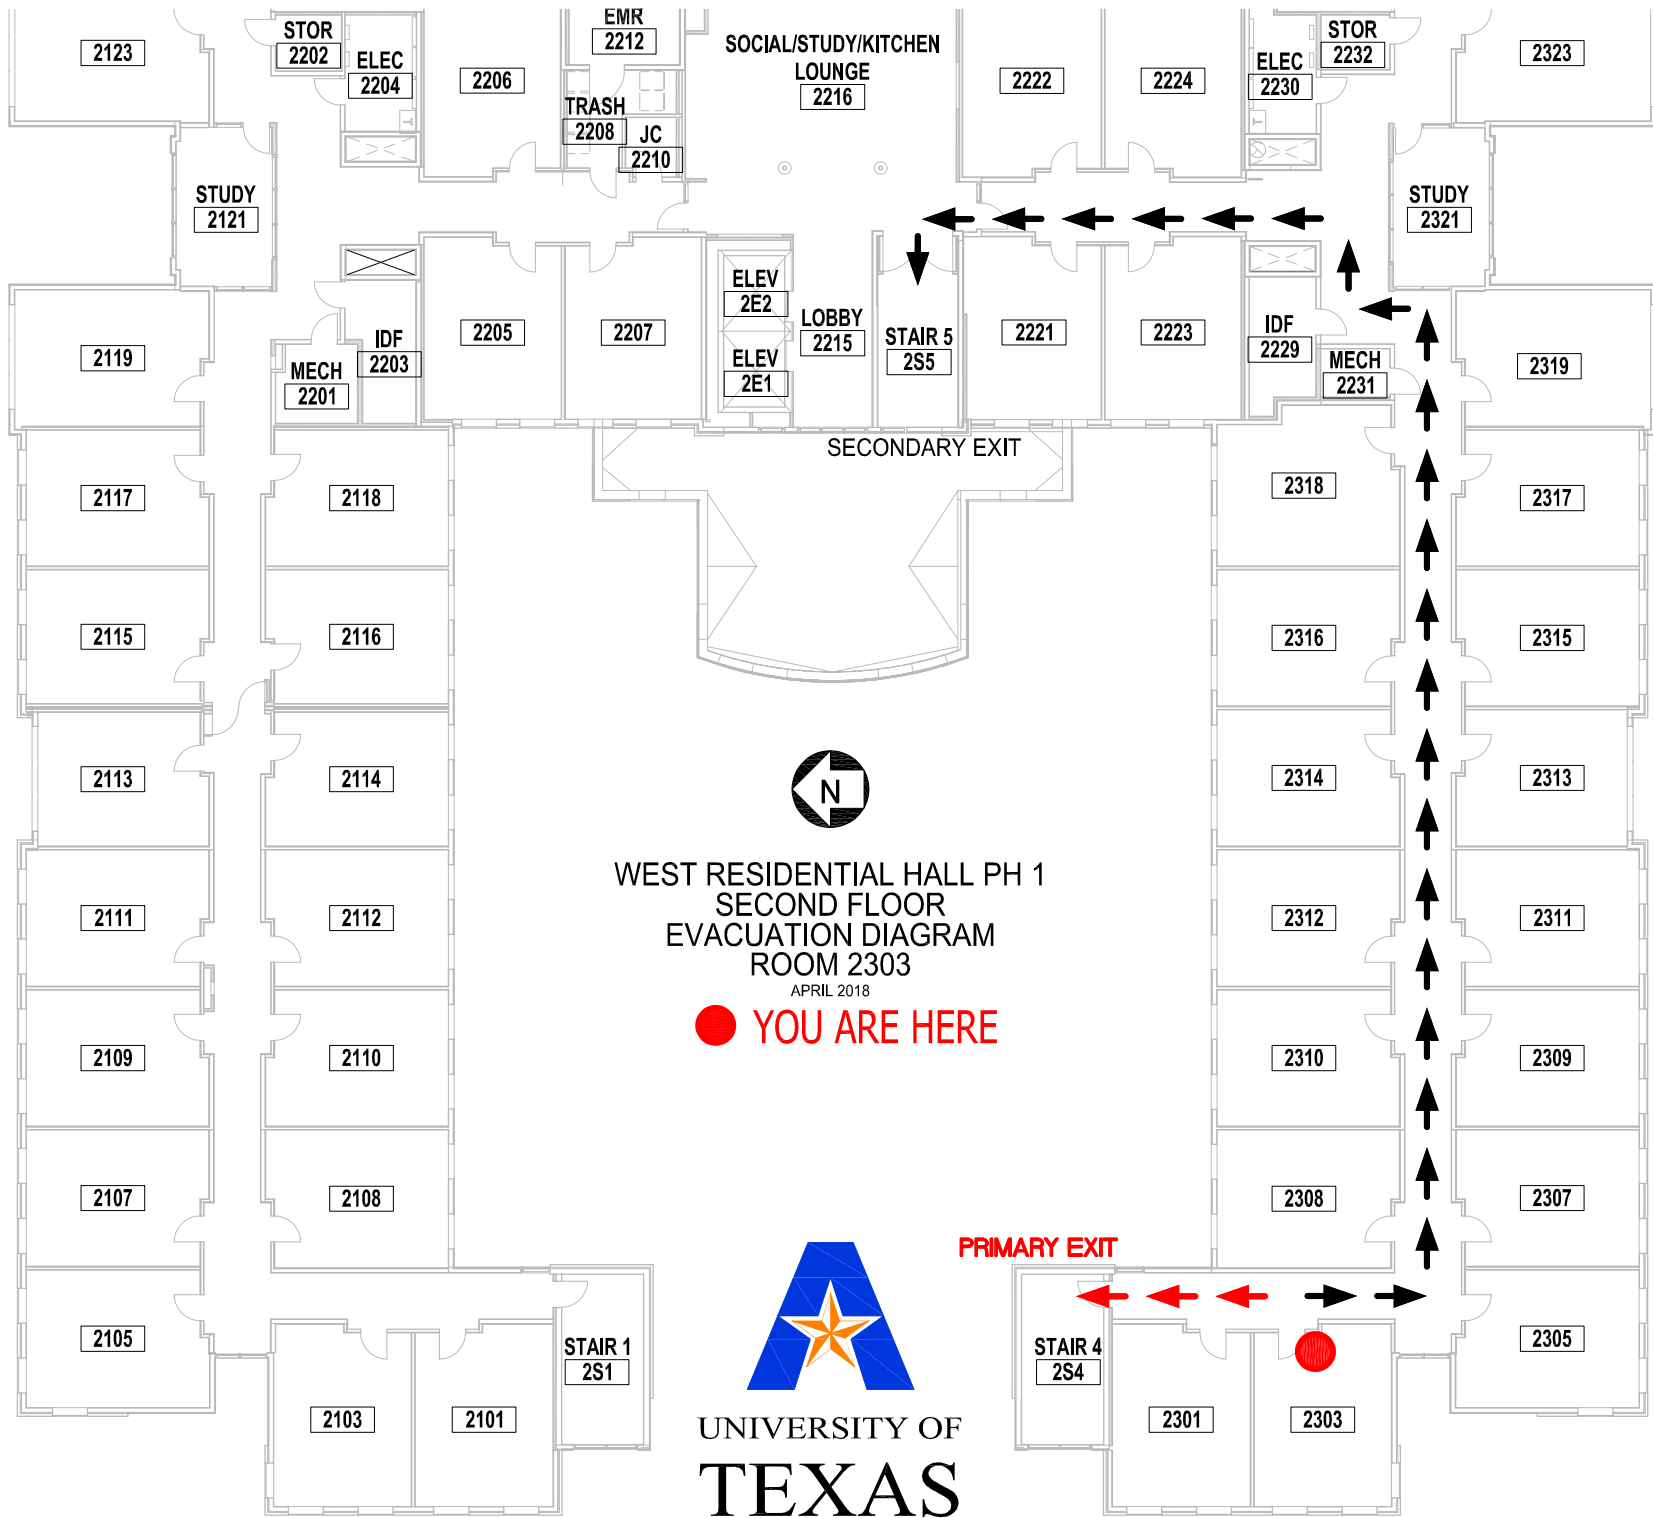 2123
STOR
2202
ELEC
2204
2206
EMR
2212
TRASH
2208
JC
2210
SOCIAL/STUDY/KITCHEN
LOUNGE
2216
2222
2224
ELEC
2230
STOR
2232
2323
STUDY
2121
STUDY
2321
2119
MECH
2201
IDF
2203
2205
2207
ELEV
2E2
ELEV
2E1
LOBBY
2215
STAIR 5
2S5
2221
2223
IDF
2229
MECH
2231
2319
SECONDARY EXIT
2117
2118
2318
2317
2115
2116
2316
2315
2113
2114
N
2314
2313
WEST RESIDENTIAL HALL PH 1
SECOND FLOOR
EVACUATION DIAGRAM
ROOM 2303
APRIL 2018
YOU ARE HERE
2111
2112
2312
2311
2109
2110
2310
2309
2107
2108
2308
2307
PRIMARY EXIT
2105
STAIR 1
2S1
STAIR 4
2S4
2305
2103
2101
2301
2303
UNIVERSITY OF
TEXAS